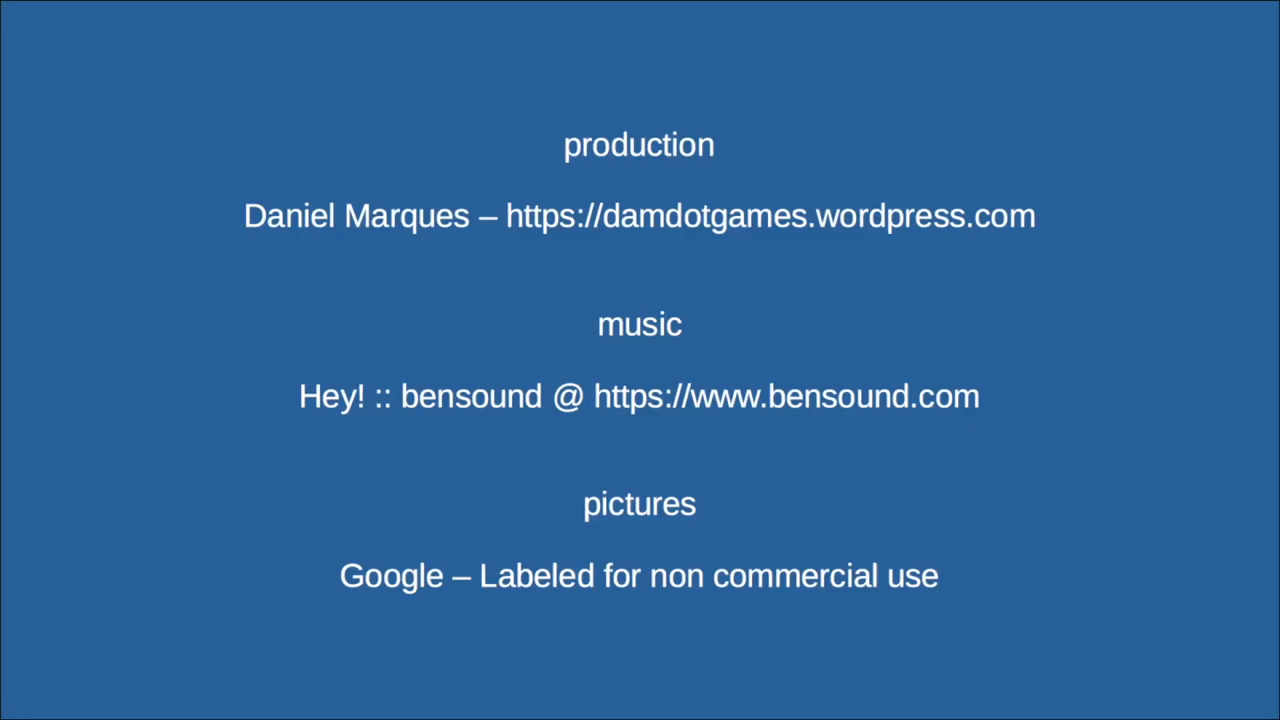 production
Daniel Marques – https://damdotgames.wordpress.com
music
Hey! :: bensound @ https://www.bensound.com
pictures
Google – Labeled for non commercial use